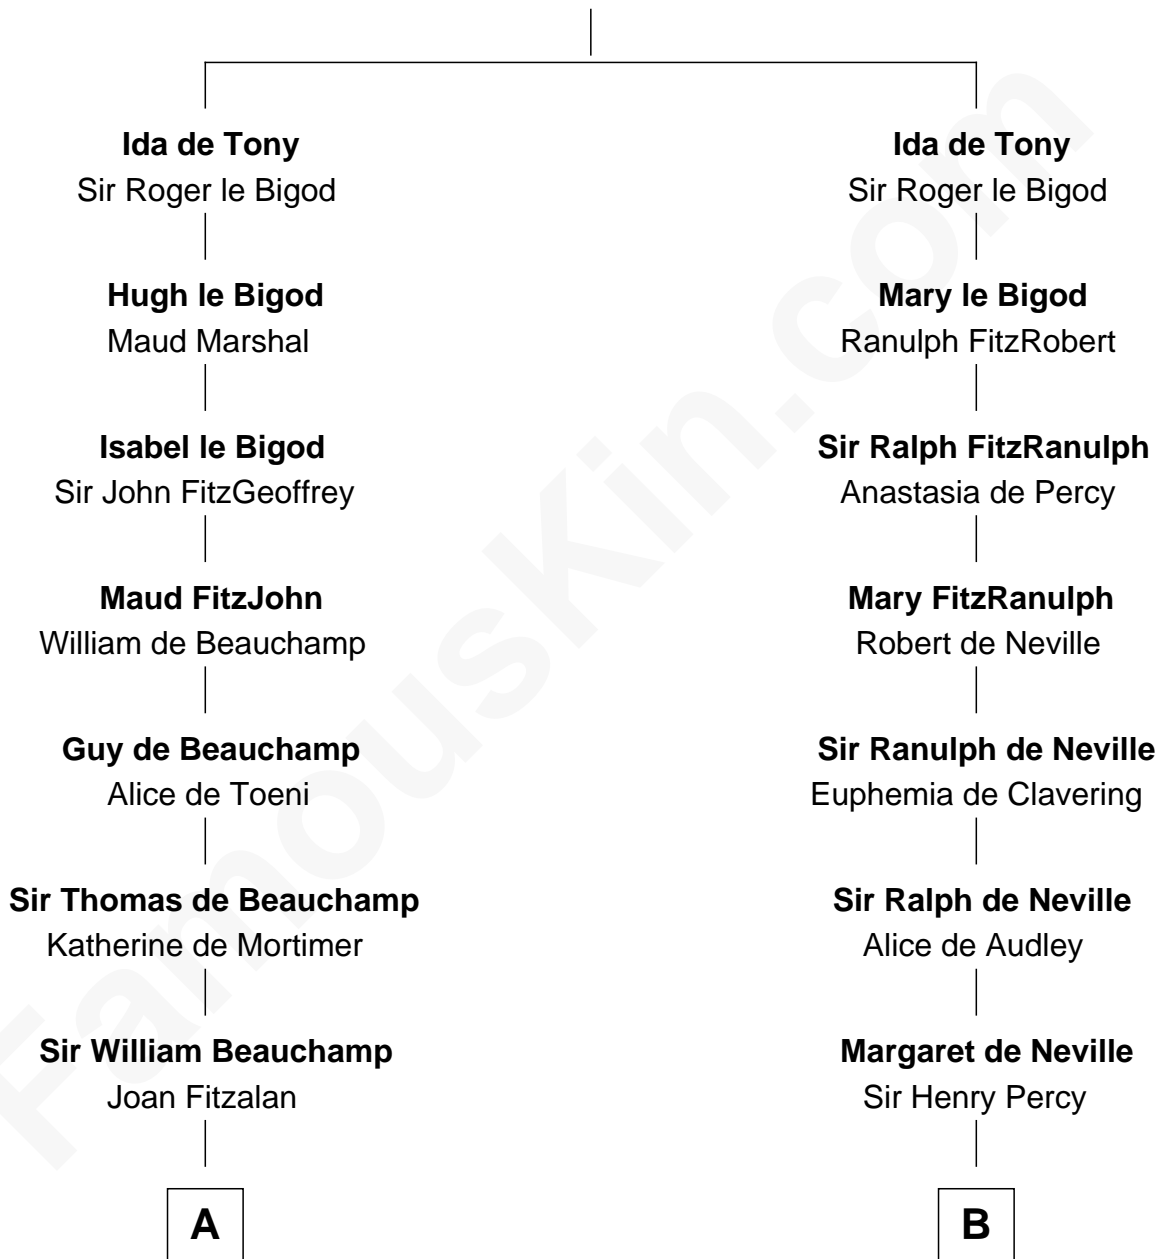 Ida de Tony
Sir Roger le Bigod
Hugh le Bigod
Maud Marshal
Isabel le Bigod
Sir John FitzGeoffrey
Maud FitzJohn
William de Beauchamp
Guy de Beauchamp
Alice de Toeni
Sir Thomas de Beauchamp
Katherine de Mortimer
Sir William Beauchamp
Joan Fitzalan
A
Ida de Tony
Sir Roger le Bigod
Mary le Bigod
Ranulph FitzRobert
Sir Ralph FitzRanulph
Anastasia de Percy
Mary FitzRanulph
Robert de Neville
Sir Ranulph de Neville
Euphemia de Clavering
Sir Ralph de Neville
Alice de Audley
Margaret de Neville
Sir Henry Percy
B
FamousKin.com